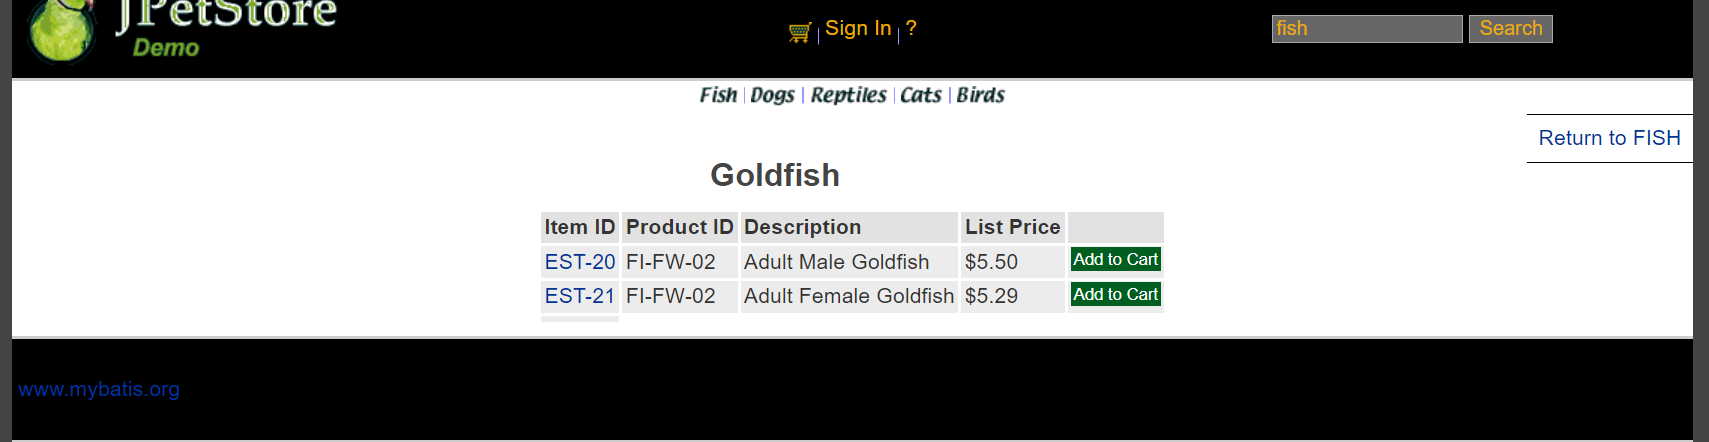 JPetStore
Demo
Sign In ?
fish Search
Fish | Dogs | Reptiles | Cats | Birds
Return to FISH
Goldfish
Item ID Product ID Description List Price
EST-20 FI-FW-02 Adult Male Goldfish $5.50 Add to Cart
EST-21 FI-FW-02 Adult Female Goldfish $5.29 Add to Cart
www.mybatis.org